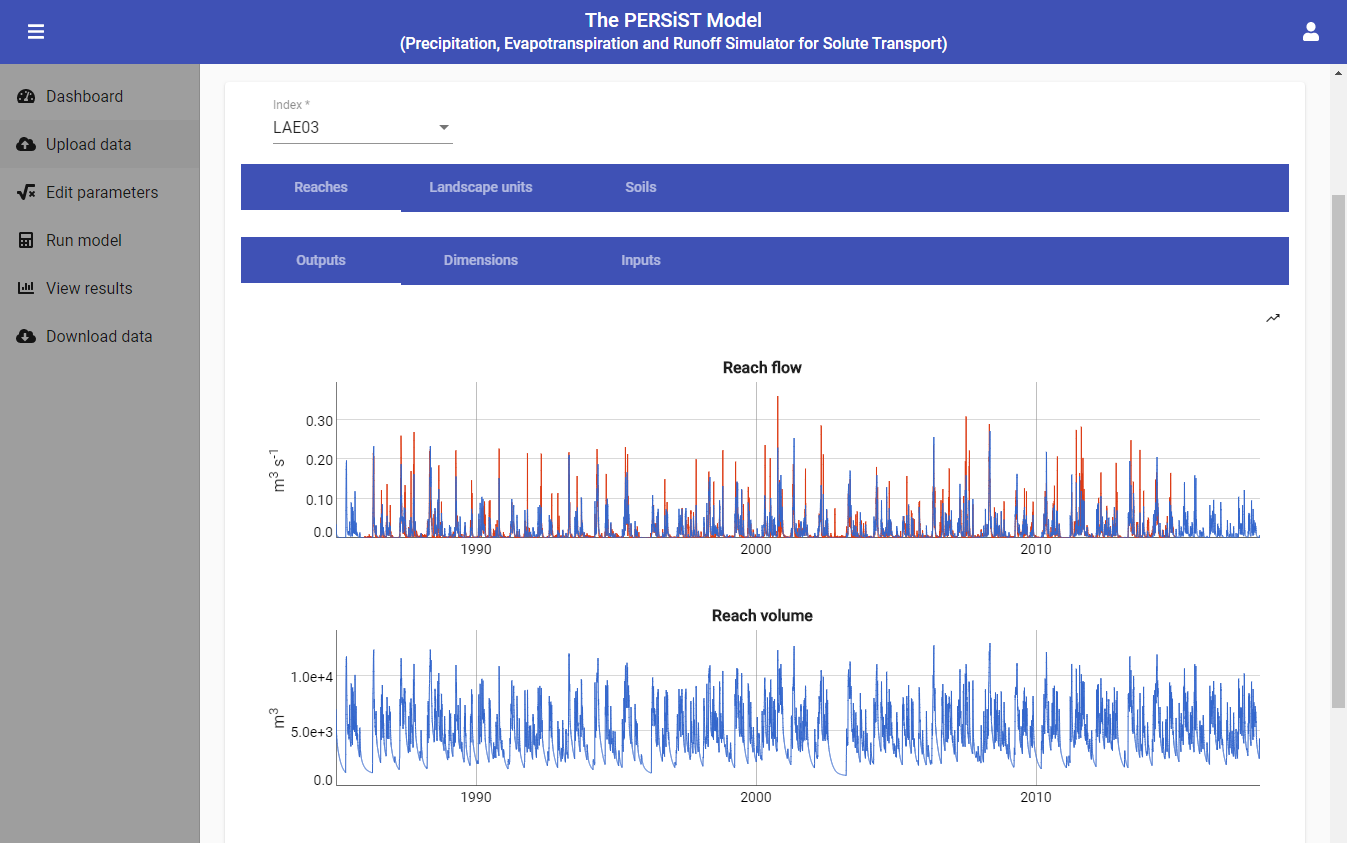 The PERSiST Model
(Precipitation, Evapotranspiration and Runoff Simulator for Solute Transport)
Dashboard
Upload data
Edit parameters
Run model
View results
Download data
Index *
LAE03
Reaches Landscape units Soils
Outputs Dimensions Inputs
Reach flow
m³ s⁻¹
0.30
0.20
0.10
0.0
1990 2000 2010
Reach volume
m³
1.0e+4
5.0e+3
0.0
1990 2000 2010